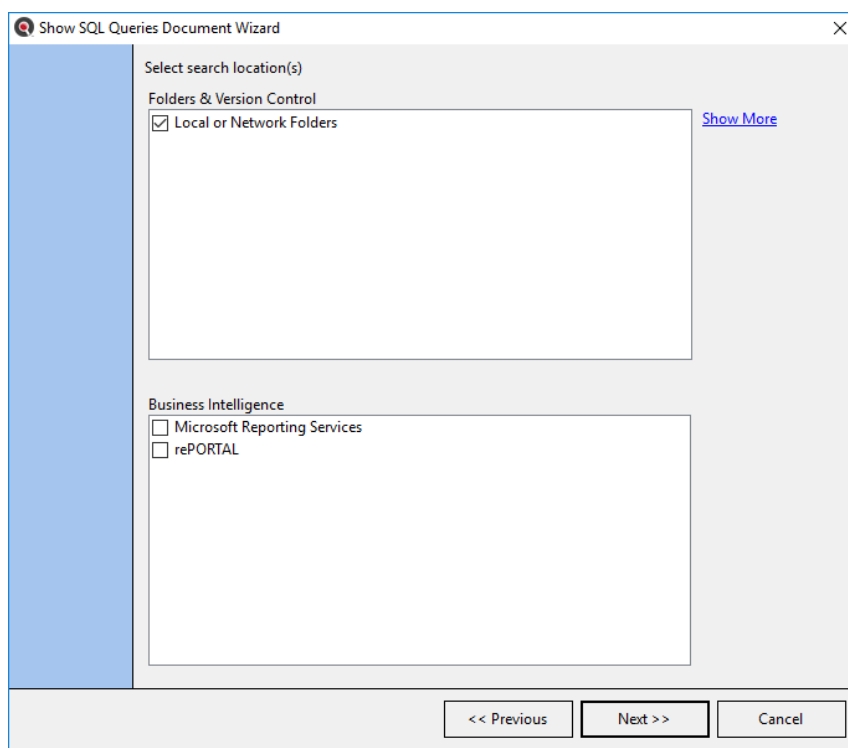 Show SQL Queries Document Wizard
Select search location(s)
Folders & Version Control
Local or Network Folders
Show More
Business Intelligence
Microsoft Reporting Services
rePORTAL
<< Previous
Next >>
Cancel